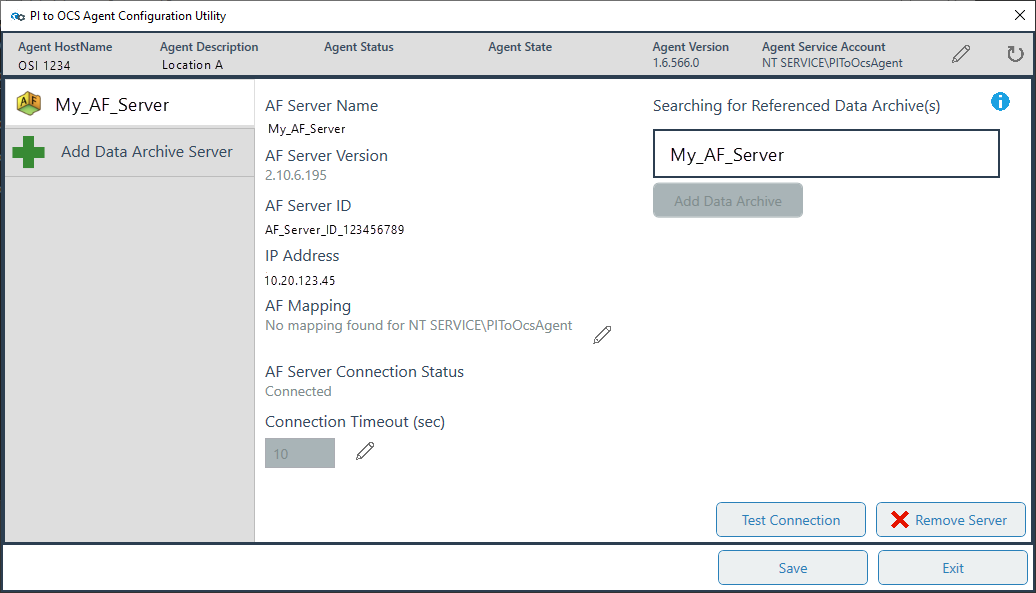 PI to OCS Agent Configuration Utility
Agent HostName
OSI 1234
Agent Description
Location A
Agent Status
Agent State
Agent Version
1.6.566.0
Agent Service Account
NT SERVICE\PIToOcsAgent
AF
My_AF_Server
Add Data Archive Server
AF Server Name
My_AF_Server
AF Server Version
2.10.6.195
AF Server ID
AF_Server_ID_123456789
IP Address
10.20.123.45
AF Mapping
No mapping found for NT SERVICE\PIToOcsAgent
AF Server Connection Status
Connected
Connection Timeout (sec)
10
Searching for Referenced Data Archive(s)
My_AF_Server
Add Data Archive
Test Connection
Remove Server
Save
Exit